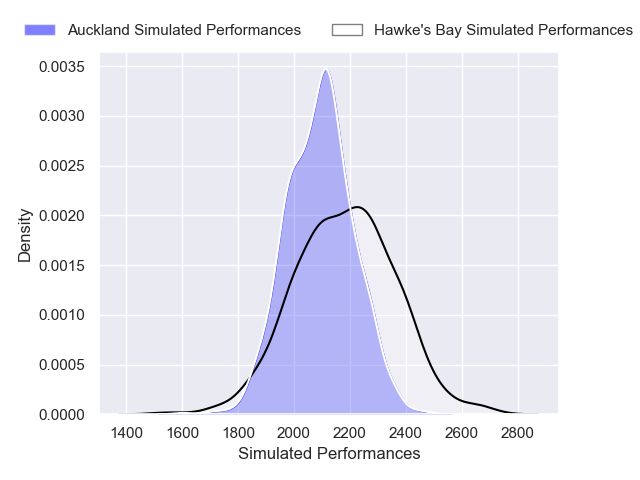 Auckland Simulated Performances Hawke's Bay Simulated Performances
0.0035
0.0030
0.0025
0.0020
0.0015
0.0010
0.0005
0.0000
Density
1400 1600 1800 2000 2200 2400 2600 2800
Simulated Performances